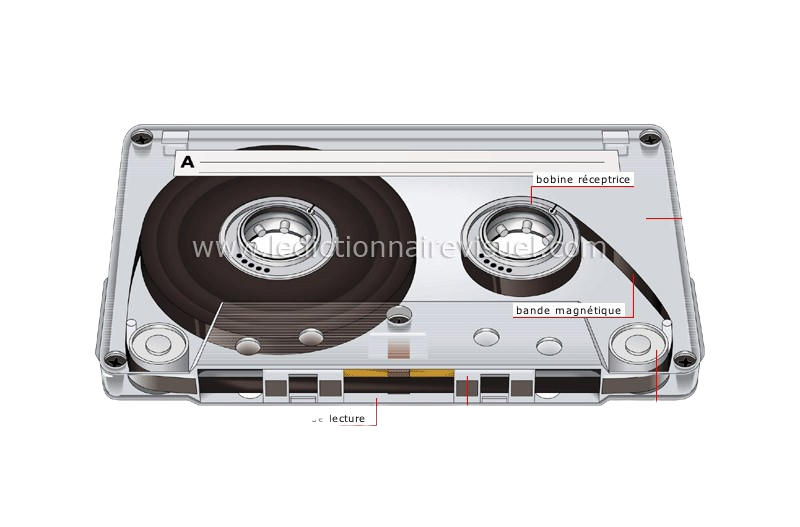 A
bobine réceptrice
www.ledictionnairevisuel.com
bande magnétique
lecture